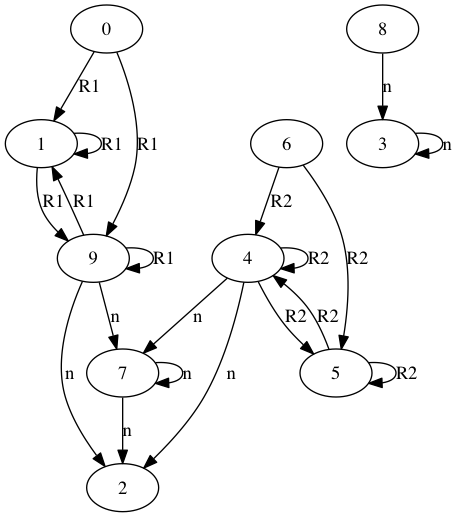 0 8
R1 n
1 R1 R1 6 3 n
R1 R1 R2 R2
9 R1 4 R2
n n n n R2 R2
7 n 5 R2
n
2